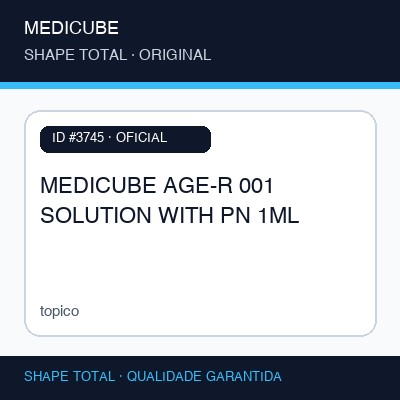 MEDICUBE
SHAPE TOTAL · ORIGINAL
ID #3745 · OFICIAL
MEDICUBE AGE-R 001
SOLUTION WITH PN 1ML
topico
SHAPE TOTAL · QUALIDADE GARANTIDA